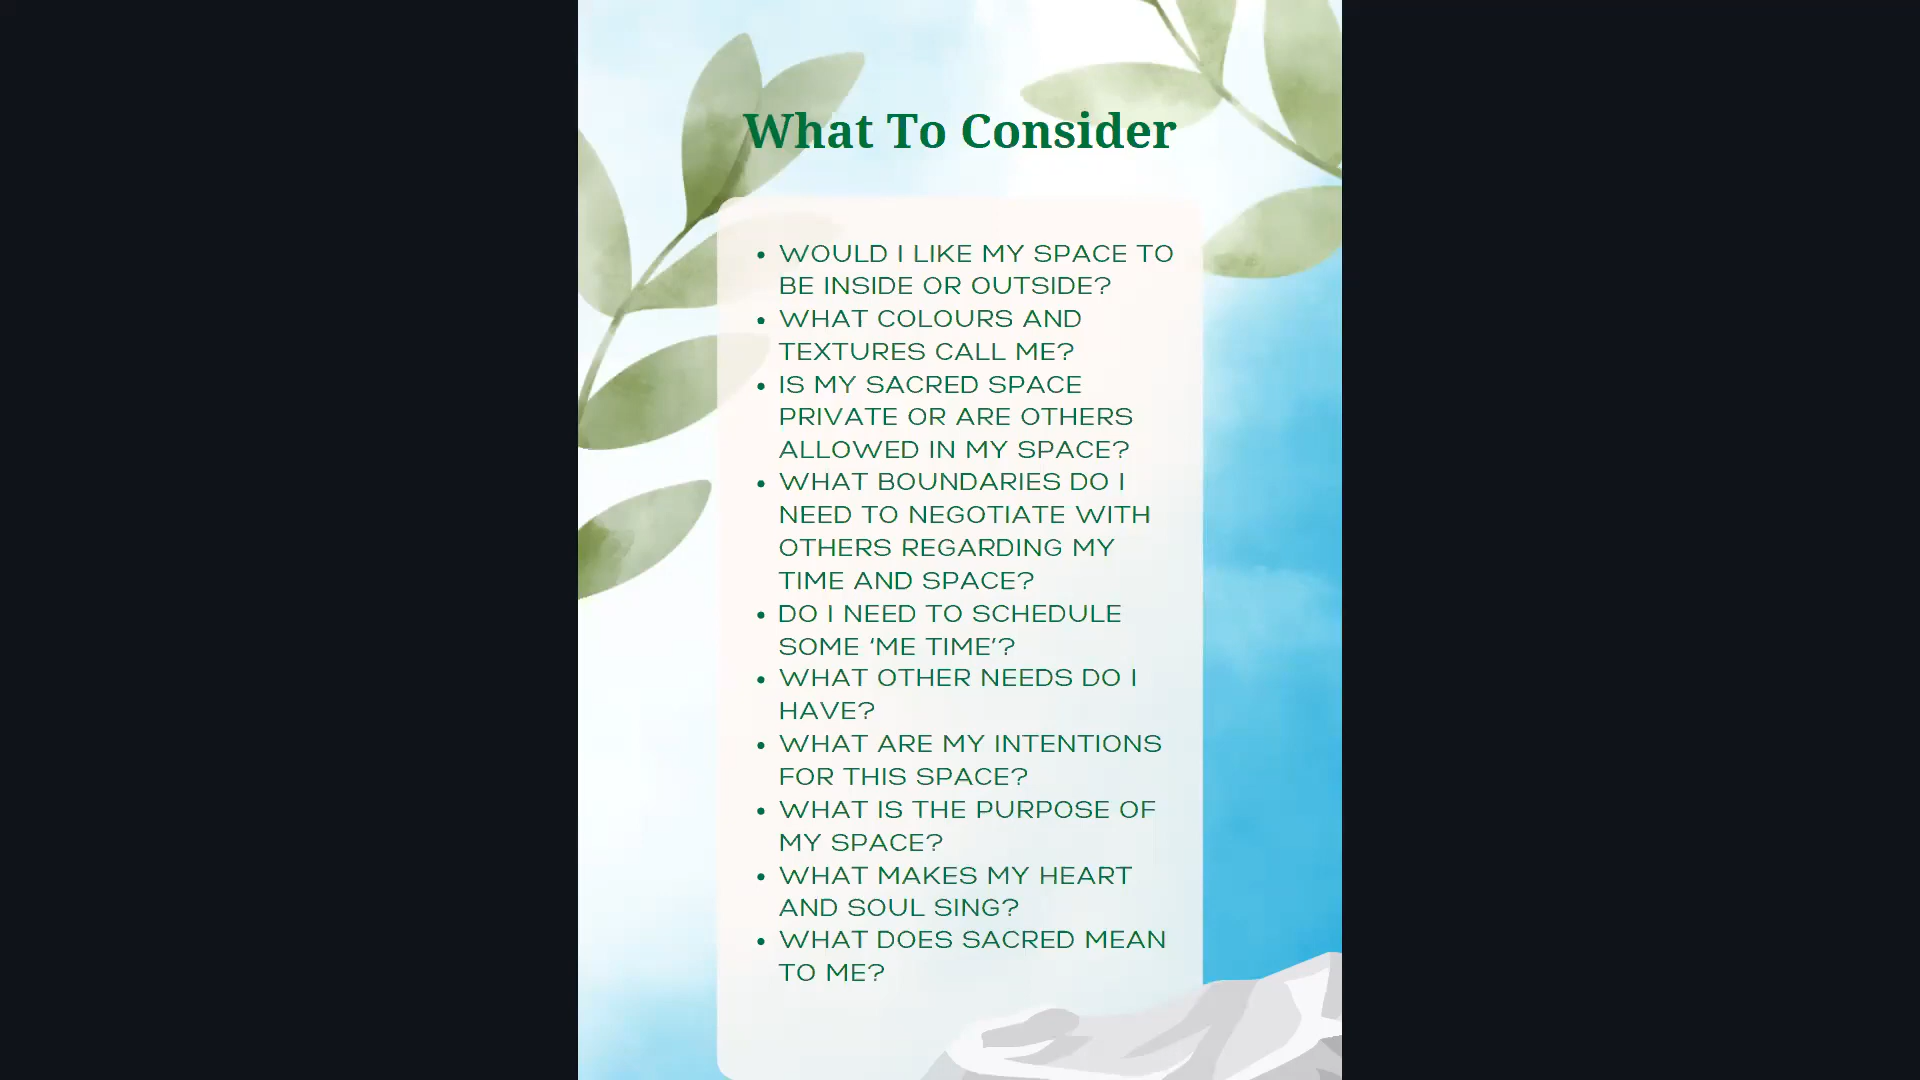 What To Consider
• WOULD I LIKE MY SPACE TO
BE INSIDE OR OUTSIDE?
• WHAT COLOURS AND
TEXTURES CALL ME?
• IS MY SACRED SPACE
PRIVATE OR ARE OTHERS
ALLOWED IN MY SPACE?
• WHAT BOUNDARIES DO I
NEED TO NEGOTIATE WITH
OTHERS REGARDING MY
TIME AND SPACE?
• DO I NEED TO SCHEDULE
SOME ‘ME TIME’?
• WHAT OTHER NEEDS DO I
HAVE?
• WHAT ARE MY INTENTIONS
FOR THIS SPACE?
• WHAT IS THE PURPOSE OF
MY SPACE?
• WHAT MAKES MY HEART
AND SOUL SING?
• WHAT DOES SACRED MEAN
TO ME?